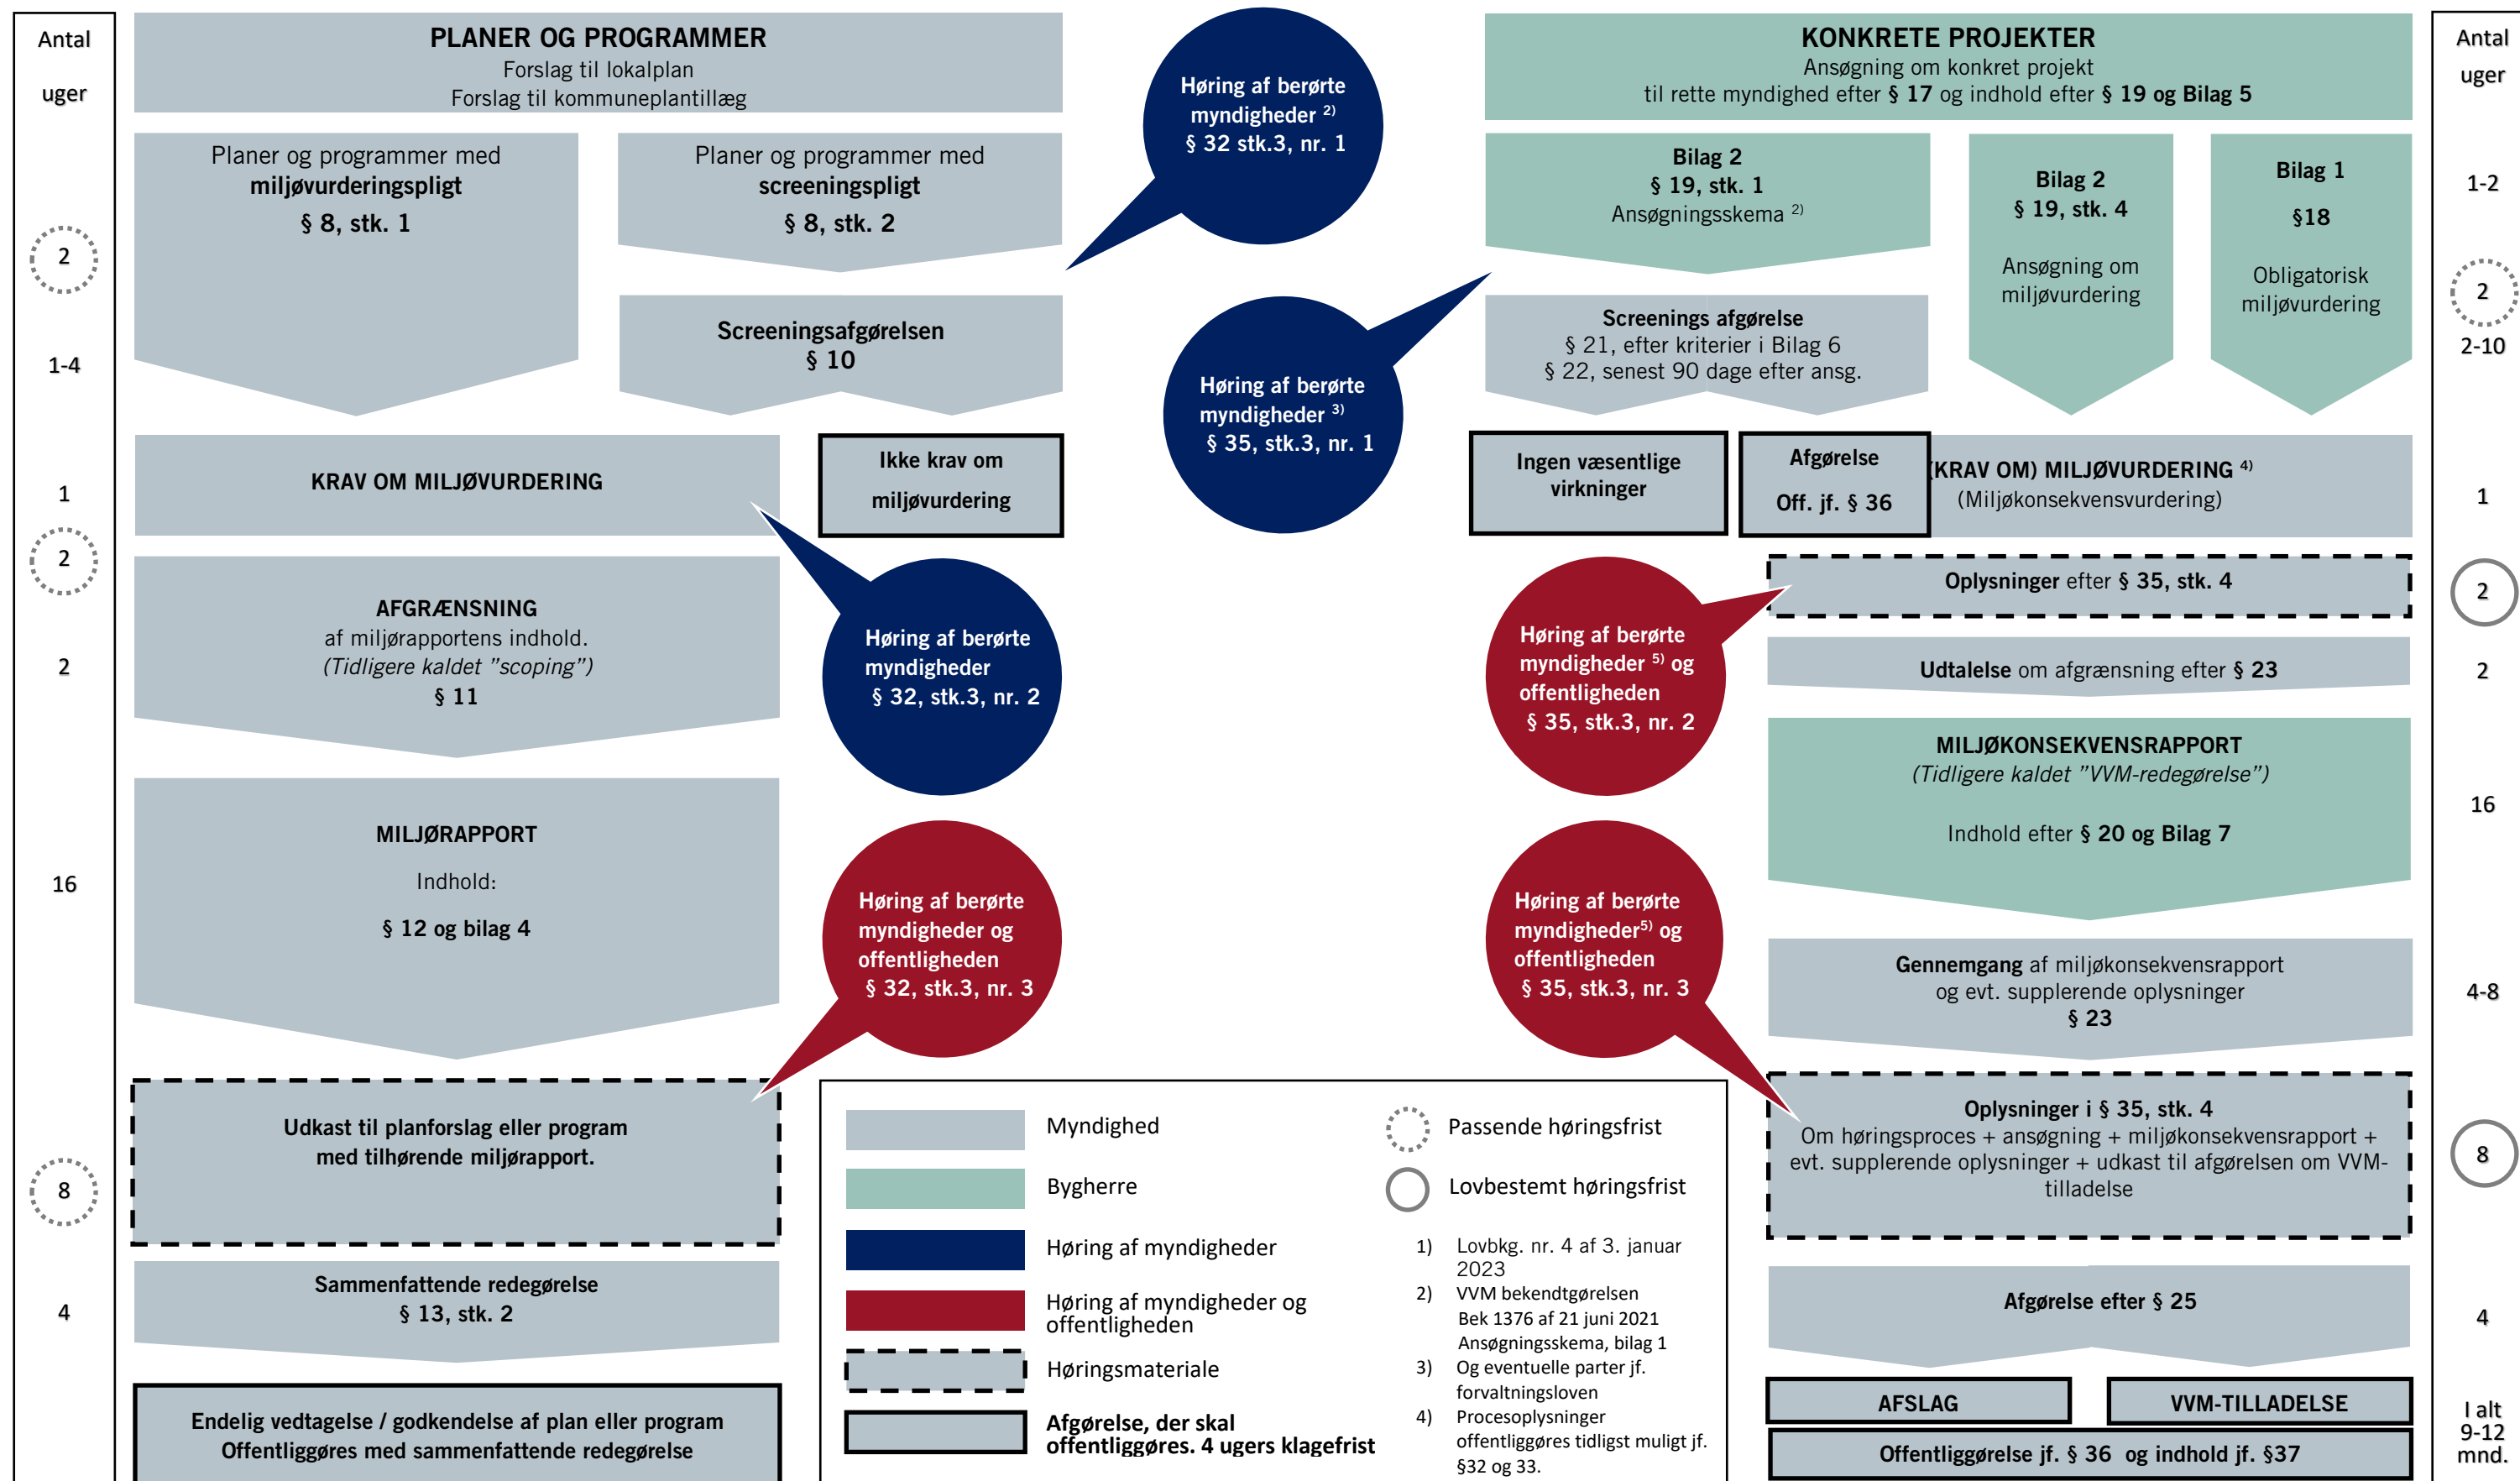 Antal
uger
2
1-4
1
2
2
16
8
4
PLANER OG PROGRAMMER
Forslag til lokalplan
Forslag til kommuneplantillæg
Planer og programmer med
miljøvurderingspligt
§ 8, stk. 1
Planer og programmer med
screeningspligt
§ 8, stk. 2
Screeningsafgørelsen
§ 10
KRAV OM MILJØVURDERING
Ikke krav om
miljøvurdering
AFGRÆNSNING
af miljørapportens indhold.
(Tidligere kaldet ”scoping”)
§ 11
MILJØRAPPORT
Indhold:
§ 12 og bilag 4
Udkast til planforslag eller program
med tilhørende miljørapport.
Sammenfattende redegørelse
§ 13, stk. 2
Endelig vedtagelse / godkendelse af plan eller program
Offentliggøres med sammenfattende redegørelse
Høring af berørte
myndigheder 2)
§ 32 stk.3, nr. 1
Høring af berørte
myndigheder 3)
§ 35, stk.3, nr. 1
Høring af berørte
myndigheder
§ 32, stk.3, nr. 2
Høring af berørte
myndigheder og
offentligheden
§ 32, stk.3, nr. 3
Høring af berørte
myndigheder 5) og
offentligheden
§ 35, stk.3, nr. 2
Høring af berørte
myndigheder5) og
offentligheden
§ 35, stk.3, nr. 3
Myndighed
Bygherre
Høring af myndigheder
Høring af myndigheder og
offentligheden
Høringsmateriale
Afgørelse, der skal
offentliggøres. 4 ugers klagefrist
Passende høringsfrist
Lovbestemt høringsfrist
1) Lovbkg. nr. 4 af 3. januar
2023
2) VVM bekendtgørelsen
Bek 1376 af 21 juni 2021
Ansøgningsskema, bilag 1
3) Og eventuelle parter jf.
forvaltningsloven
4) Procesoplysninger
offentliggøres tidligst muligt jf.
§32 og 33.
KONKRETE PROJEKTER
Ansøgning om konkret projekt
til rette myndighed efter § 17 og indhold efter § 19 og Bilag 5
Bilag 2
§ 19, stk. 1
Ansøgningsskema 2)
Bilag 2
§ 19, stk. 4
Ansøgning om
miljøvurdering
Bilag 1
§18
Obligatorisk
miljøvurdering
Screenings afgørelse
§ 21, efter kriterier i Bilag 6
§ 22, senest 90 dage efter ansg.
Ingen væsentlige
virkninger
Afgørelse
Off. jf. § 36
(KRAV OM) MILJØVURDERING 4)
(Miljøkonsekvensvurdering)
Oplysninger efter § 35, stk. 4
Udtalelse om afgrænsning efter § 23
MILJØKONSEKVENSRAPPORT
(Tidligere kaldet ”VVM-redegørelse”)
Indhold efter § 20 og Bilag 7
Gennemgang af miljøkonsekvensrapport
og evt. supplerende oplysninger
§ 23
Oplysninger i § 35, stk. 4
Om høringsproces + ansøgning + miljøkonsekvensrapport +
evt. supplerende oplysninger + udkast til afgørelsen om VVM-
tilladelse
Afgørelse efter § 25
AFSLAG
VVM-TILLADELSE
Offentliggørelse jf. § 36 og indhold jf. §37
Antal
uger
1-2
2
2-10
1
2
2
16
4-8
8
4
I alt
9-12
mnd.